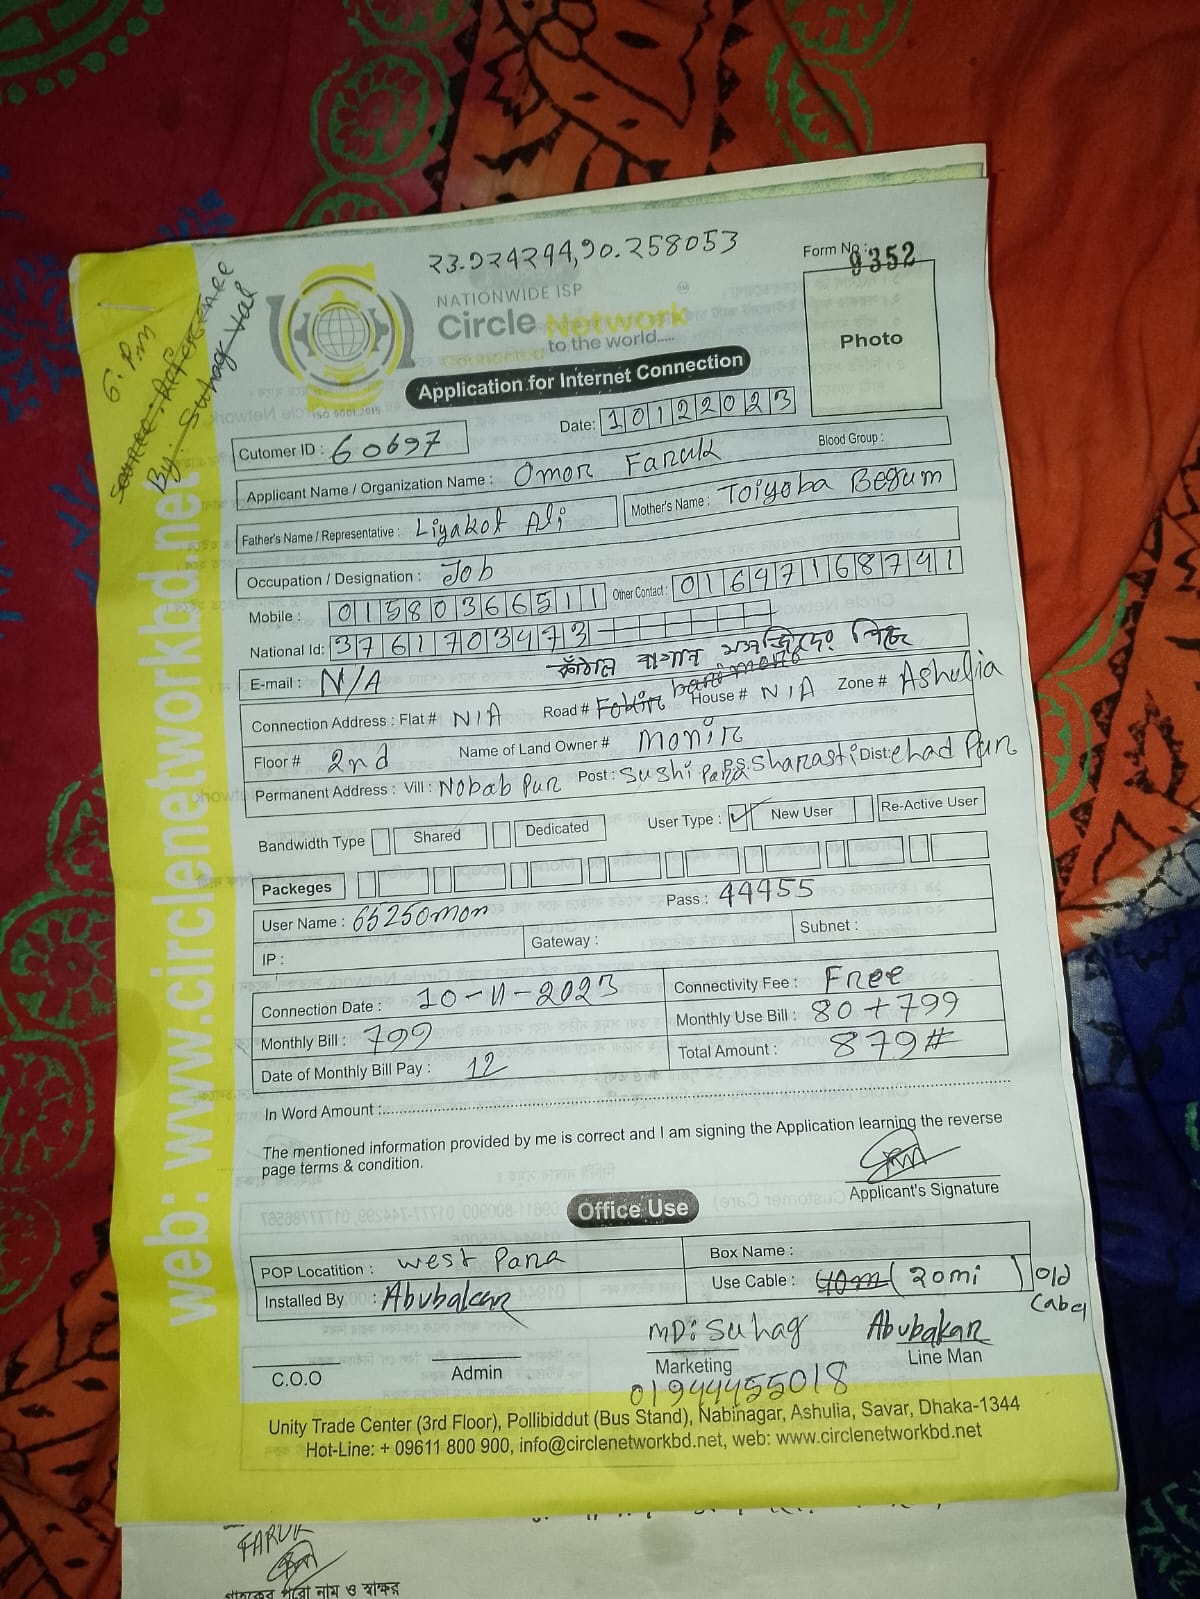 23.924294,90.258053
Form No : 9352
NATIONWIDE ISP
Circle Network
to the world.....
Photo
Application for Internet Connection
ISO 9001:2015
6. P.m
Reference
By: Suhag Vai
web: www.circlenetworkbd.net
Cutomer ID : 60697
Date: 10122023
Applicant Name / Organization Name : Omor Faruk
Blood Group :
Father's Name / Representative : Liyakot Ali
Mother's Name : Toiyoba Begum
Occupation / Designation : Job
Mobile : 01580366511 Other Contact : 01647168741
National Id: 3761703473
কাঁঠাল বাগান মসজিদের
E-mail : N/A
Connection Address : Flat # N/A Road # House # N/A Zone # Ashulia
Floor # 2nd Name of Land Owner # Monir
Permanent Address : Vill : Nobab Pur Post : Sushi Para P.S. Sharasti Dist: Chad Pur
Bandwidth Type Shared Dedicated User Type : New User Re-Active User
Packeges
User Name : 65250mon Pass : 44455
IP : Gateway : Subnet :
Connection Date : 10-11-2023 Connectivity Fee : Free
Monthly Bill : 799 Monthly Use Bill : 80+799
Date of Monthly Bill Pay : 12 Total Amount : 879#
In Word Amount :
The mentioned information provided by me is correct and I am signing the Application learning the reverse
page terms & condition.
Applicant's Signature
Office Use
POP Locatition : West Para Box Name :
Installed By : Abubakar Use Cable : 40m (20mi) Old Cabel
MD: Suhag Abubakar
C.O.O Admin Marketing Line Man
01944455018
Unity Trade Center (3rd Floor), Pollibiddut (Bus Stand), Nabinagar, Ashulia, Savar, Dhaka-1344
Hot-Line: + 09611 800 900, info@circlenetworkbd.net, web: www.circlenetworkbd.net
FARUK
গ্রাহকের পুরো নাম ও স্বাক্ষর